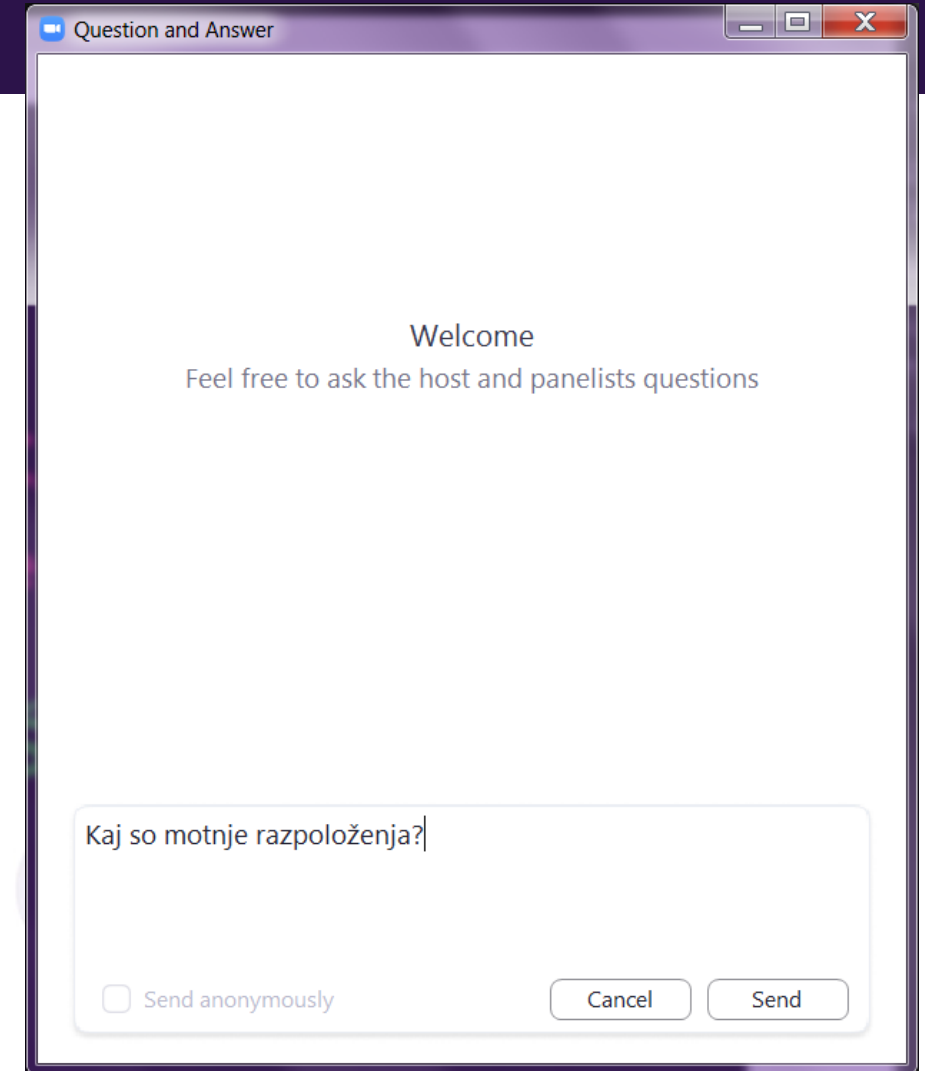 Question and Answer
Welcome
Feel free to ask the host and panelists questions
Kaj so motnje razpoloženja?
Send anonymously
Cancel
Send